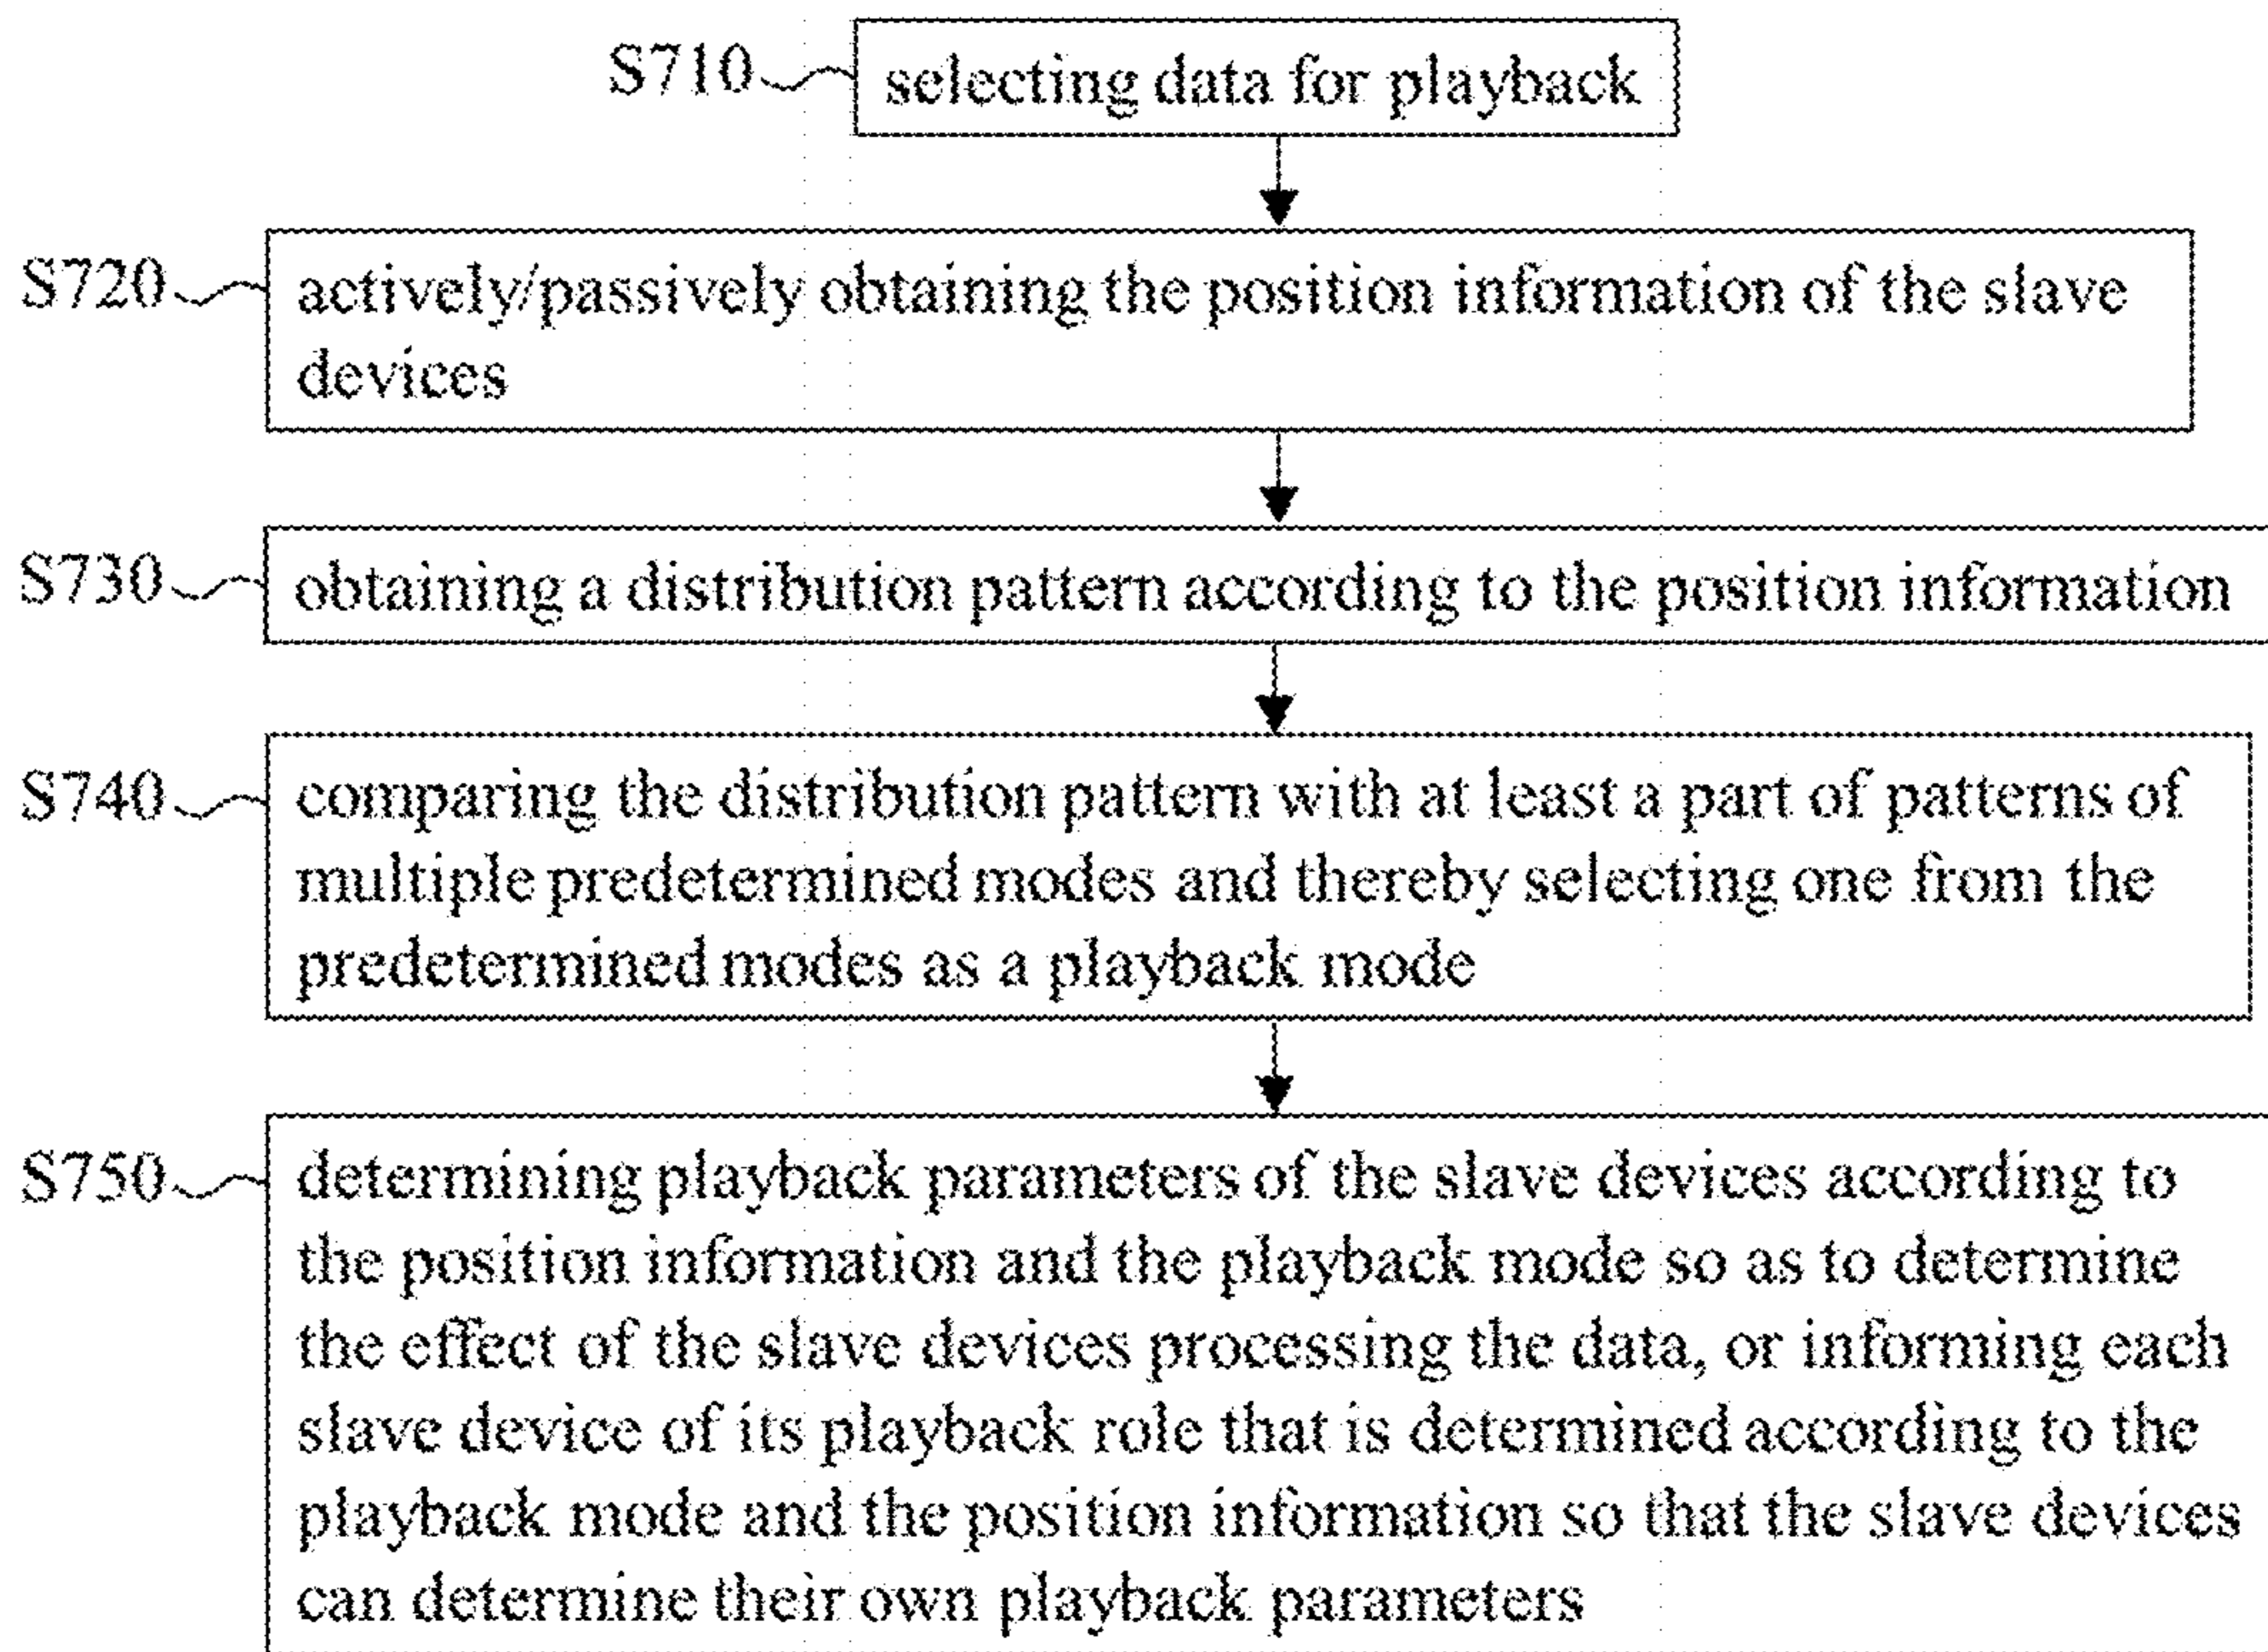 S710 selecting data for playback
S720 actively/passively obtaining the position information of the slave
devices
S730 obtaining a distribution pattern according to the position information
S740 comparing the distribution pattern with at least a part of patterns of
multiple predetermined modes and thereby selecting one from the
predetermined modes as a playback mode
S750 determining playback parameters of the slave devices according to
the position information and the playback mode so as to determine
the effect of the slave devices processing the data, or informing each
slave device of its playback role that is determined according to the
playback mode and the position information so that the slave devices
can determine their own playback parameters